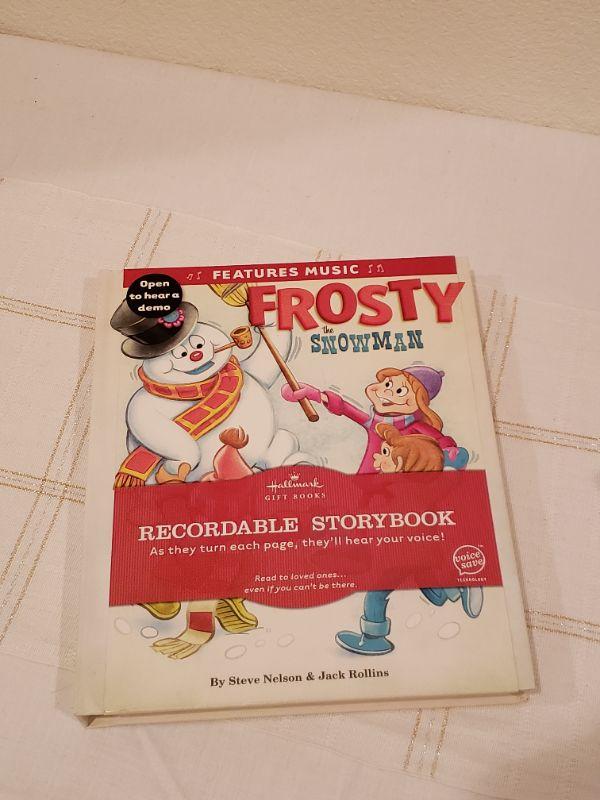 FEATURES MUSIC
Open
to hear a
demo
FROSTY
the
SNOWMAN
Hallmark
GIFT BOOKS
RECORDABLE STORYBOOK
As they turn each page, they'll hear your voice!
voice
save
TM
TECHNOLOGY
Read to loved ones...
even if you can't be there.
By Steve Nelson & Jack Rollins